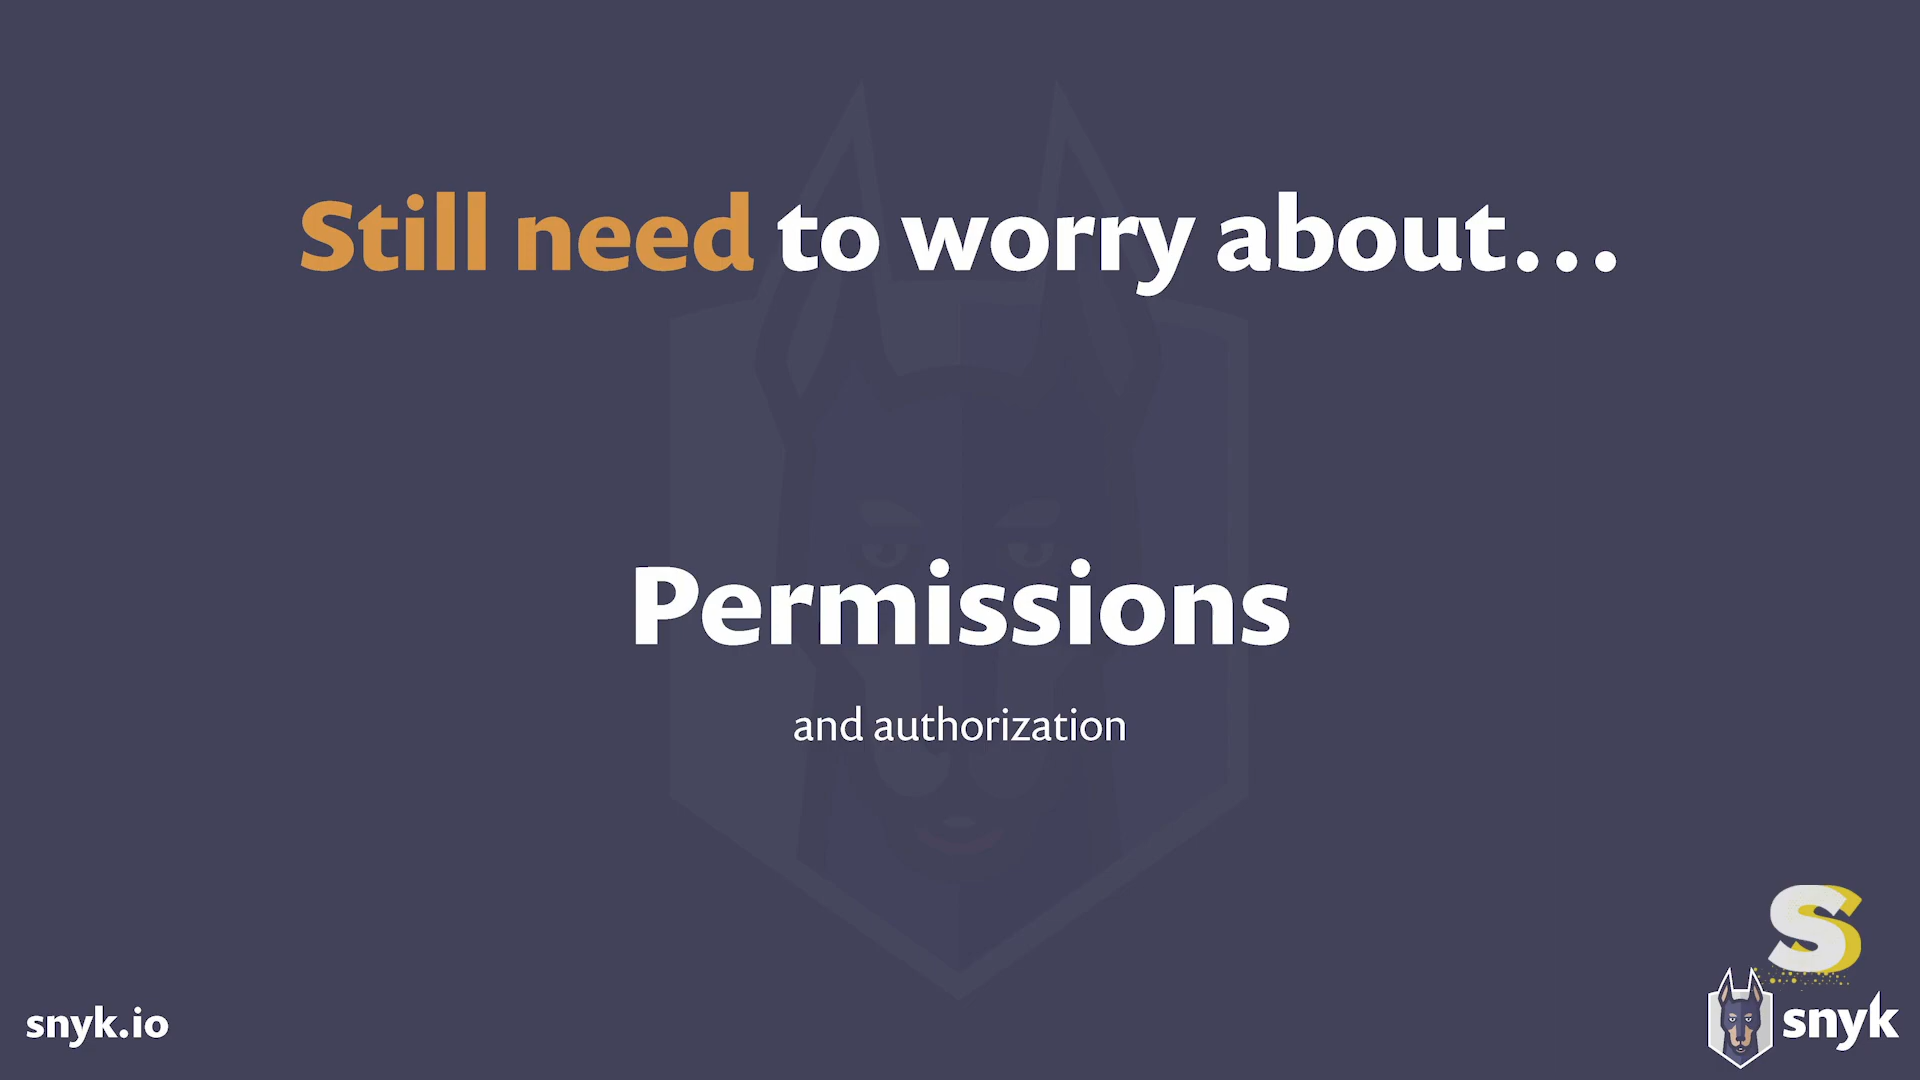 Still need to worry about...
Permissions
and authorization
S
snyk.io
snyk